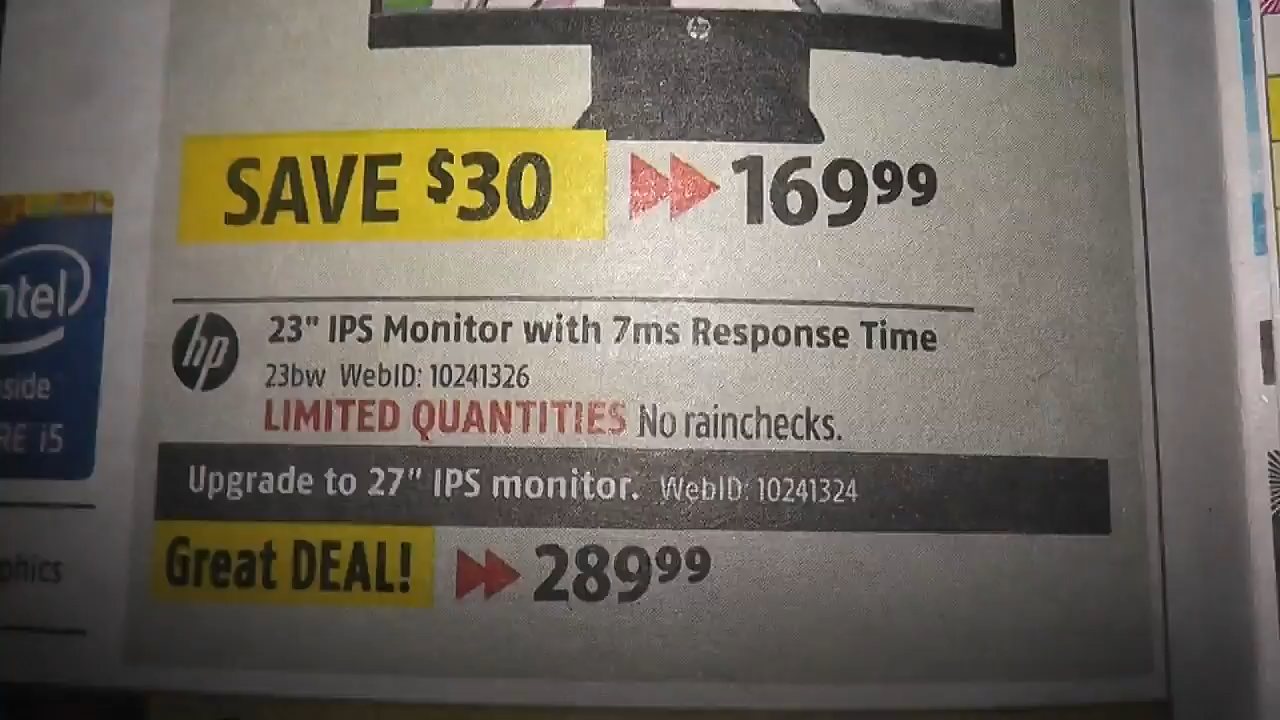 hp
SAVE $30 169⁹⁹
hp
23" IPS Monitor with 7ms Response Time
23bw WebID: 10241326
LIMITED QUANTITIES No rainchecks.
Upgrade to 27" IPS monitor. WebID: 10241324
Great DEAL! 289⁹⁹
ntel
side
RE i5
phics